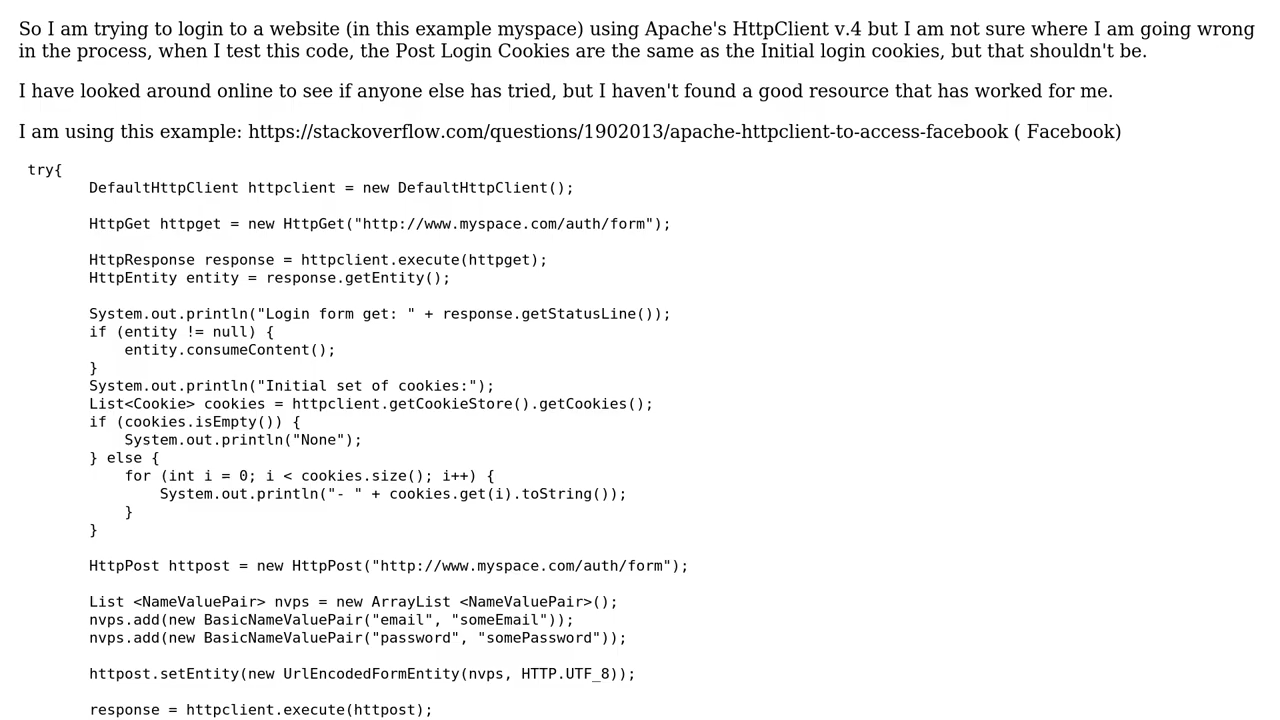 So I am trying to login to a website (in this example myspace) using Apache's HttpClient v.4 but I am not sure where I am going wrong
in the process, when I test this code, the Post Login Cookies are the same as the Initial login cookies, but that shouldn't be.
I have looked around online to see if anyone else has tried, but I haven't found a good resource that has worked for me.
I am using this example: https://stackoverflow.com/questions/1902013/apache-httpclient-to-access-facebook ( Facebook)
try{
DefaultHttpClient httpclient = new DefaultHttpClient();
HttpGet httpget = new HttpGet("http://www.myspace.com/auth/form");
HttpResponse response = httpclient.execute(httpget);
HttpEntity entity = response.getEntity();
System.out.println("Login form get: " + response.getStatusLine());
if (entity != null) {
entity.consumeContent();
}
System.out.println("Initial set of cookies:");
List<Cookie> cookies = httpclient.getCookieStore().getCookies();
if (cookies.isEmpty()) {
System.out.println("None");
} else {
for (int i = 0; i < cookies.size(); i++) {
System.out.println("- " + cookies.get(i).toString());
}
}
HttpPost httpost = new HttpPost("http://www.myspace.com/auth/form");
List <NameValuePair> nvps = new ArrayList <NameValuePair>();
nvps.add(new BasicNameValuePair("email", "someEmail"));
nvps.add(new BasicNameValuePair("password", "somePassword"));
httpost.setEntity(new UrlEncodedFormEntity(nvps, HTTP.UTF_8));
response = httpclient.execute(httpost);